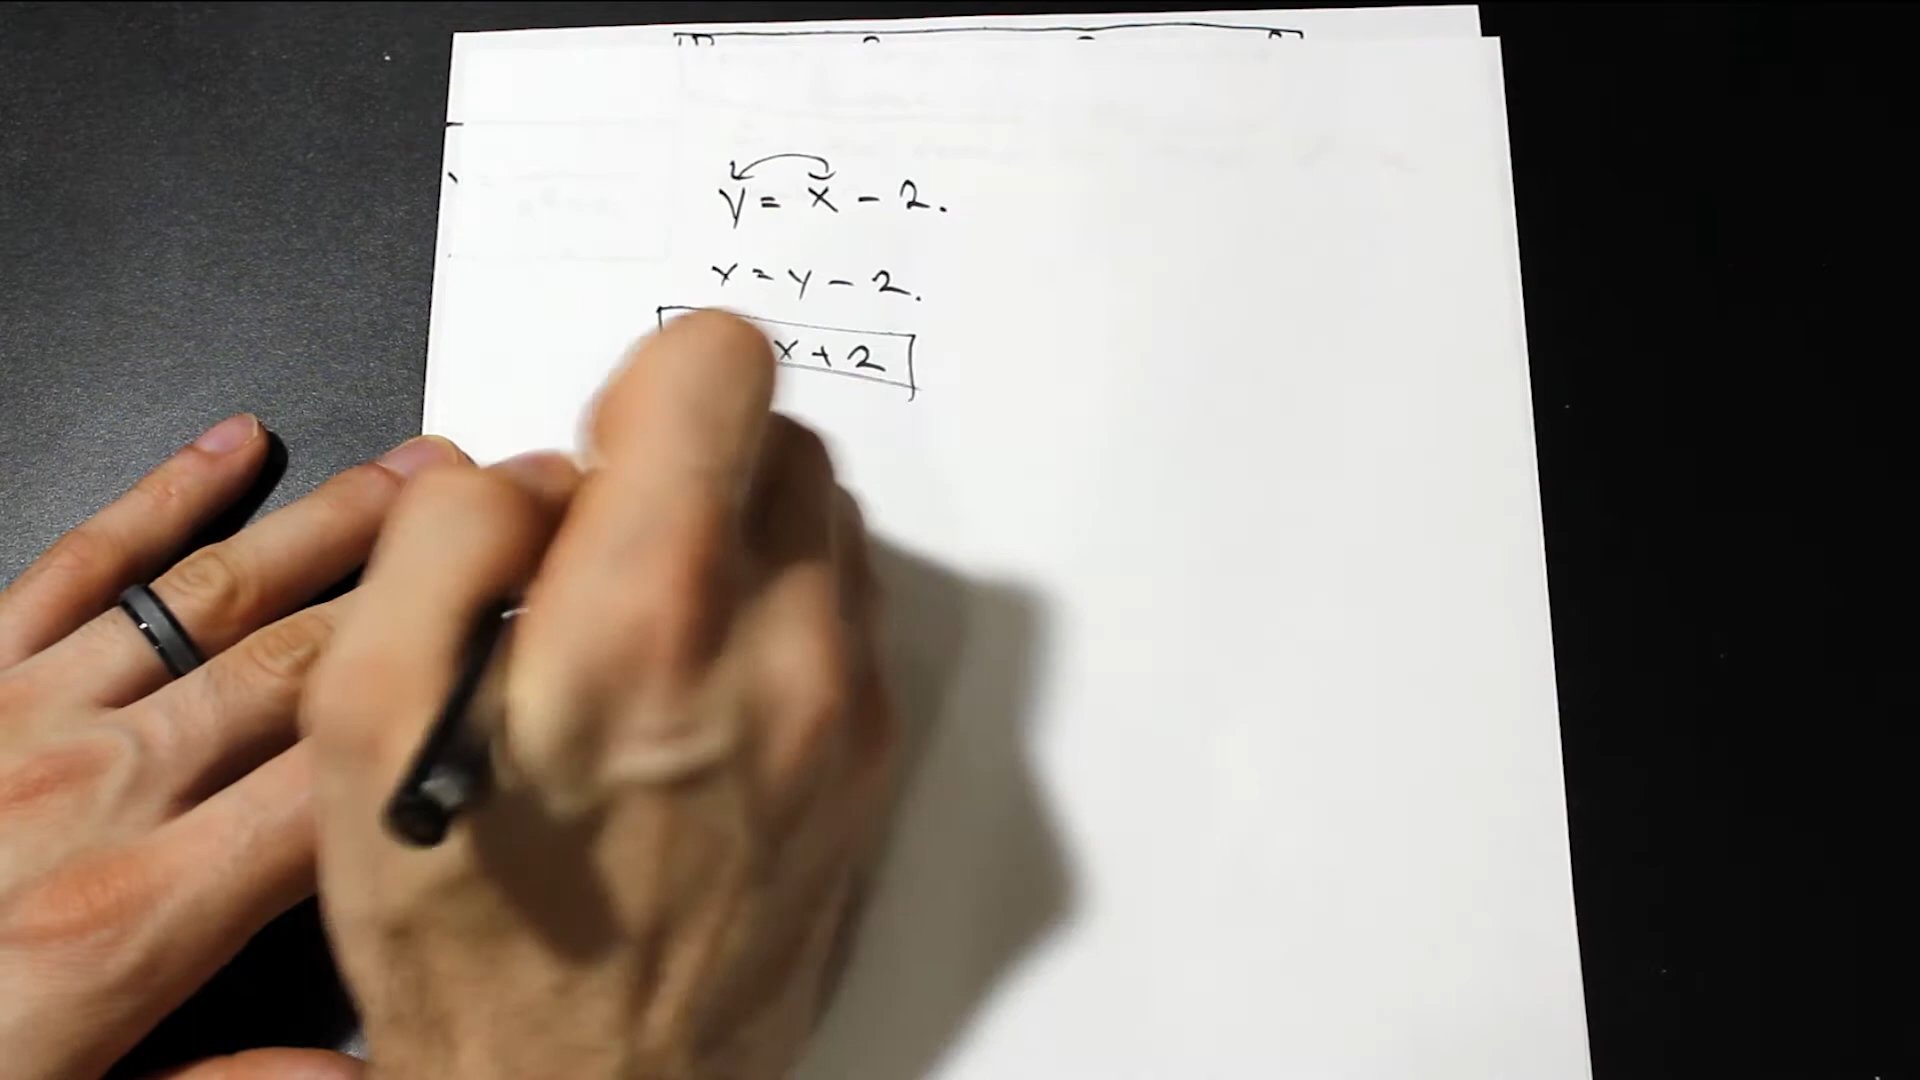 y = x - 2.
x = y - 2.
x + 2